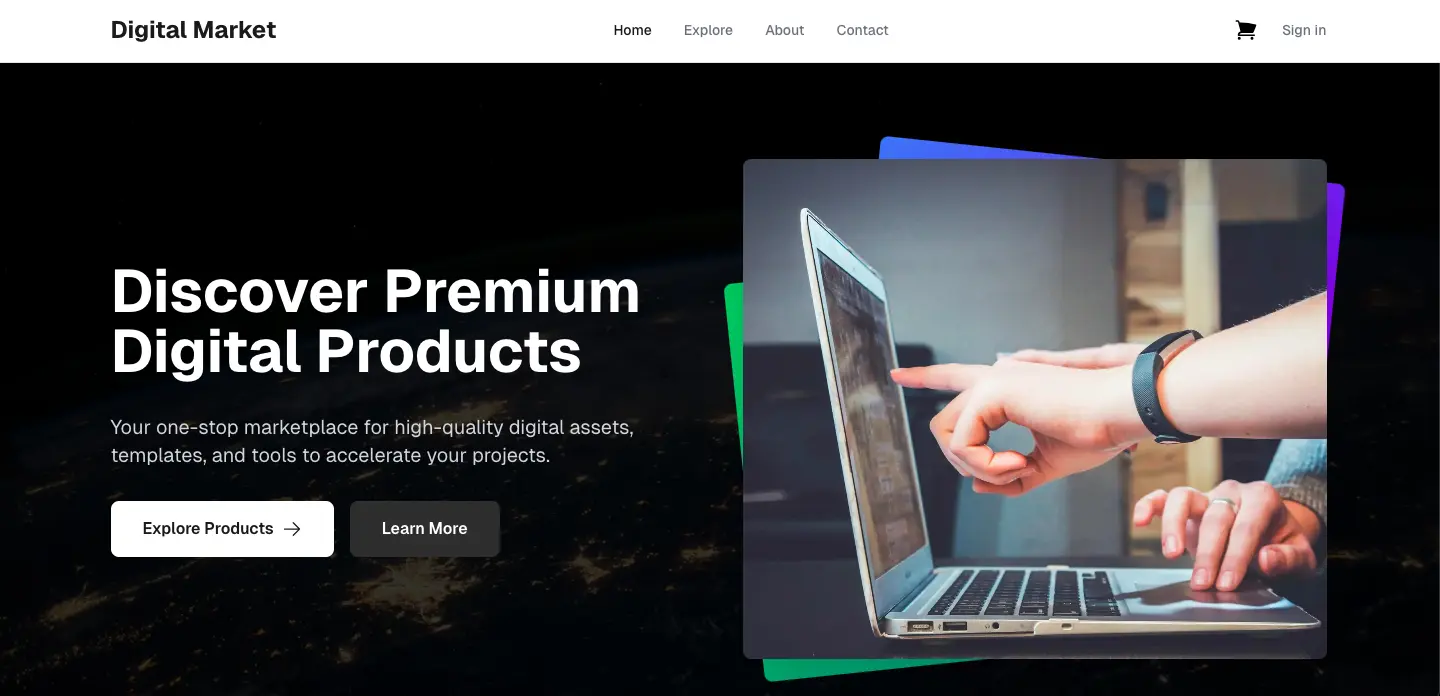 Digital Market
Home
Explore
About
Contact
Sign in
Discover Premium
Digital Products
Your one-stop marketplace for high-quality digital assets,
templates, and tools to accelerate your projects.
Explore Products
Learn More